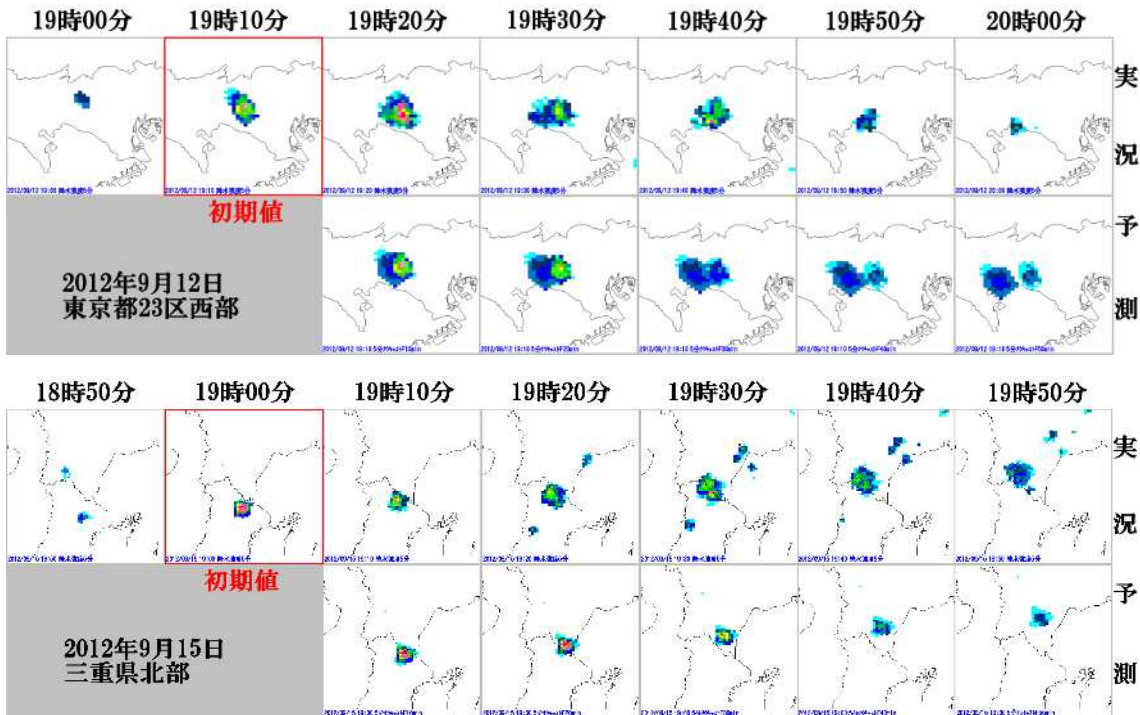 19時00分 19時10分 19時20分 19時30分 19時40分 19時50分 20時00分
実況
初期値
予測
2012年9月12日
東京都23区西部
18時50分 19時00分 19時10分 19時20分 19時30分 19時40分 19時50分
実況
初期値
予測
2012年9月15日
三重県北部